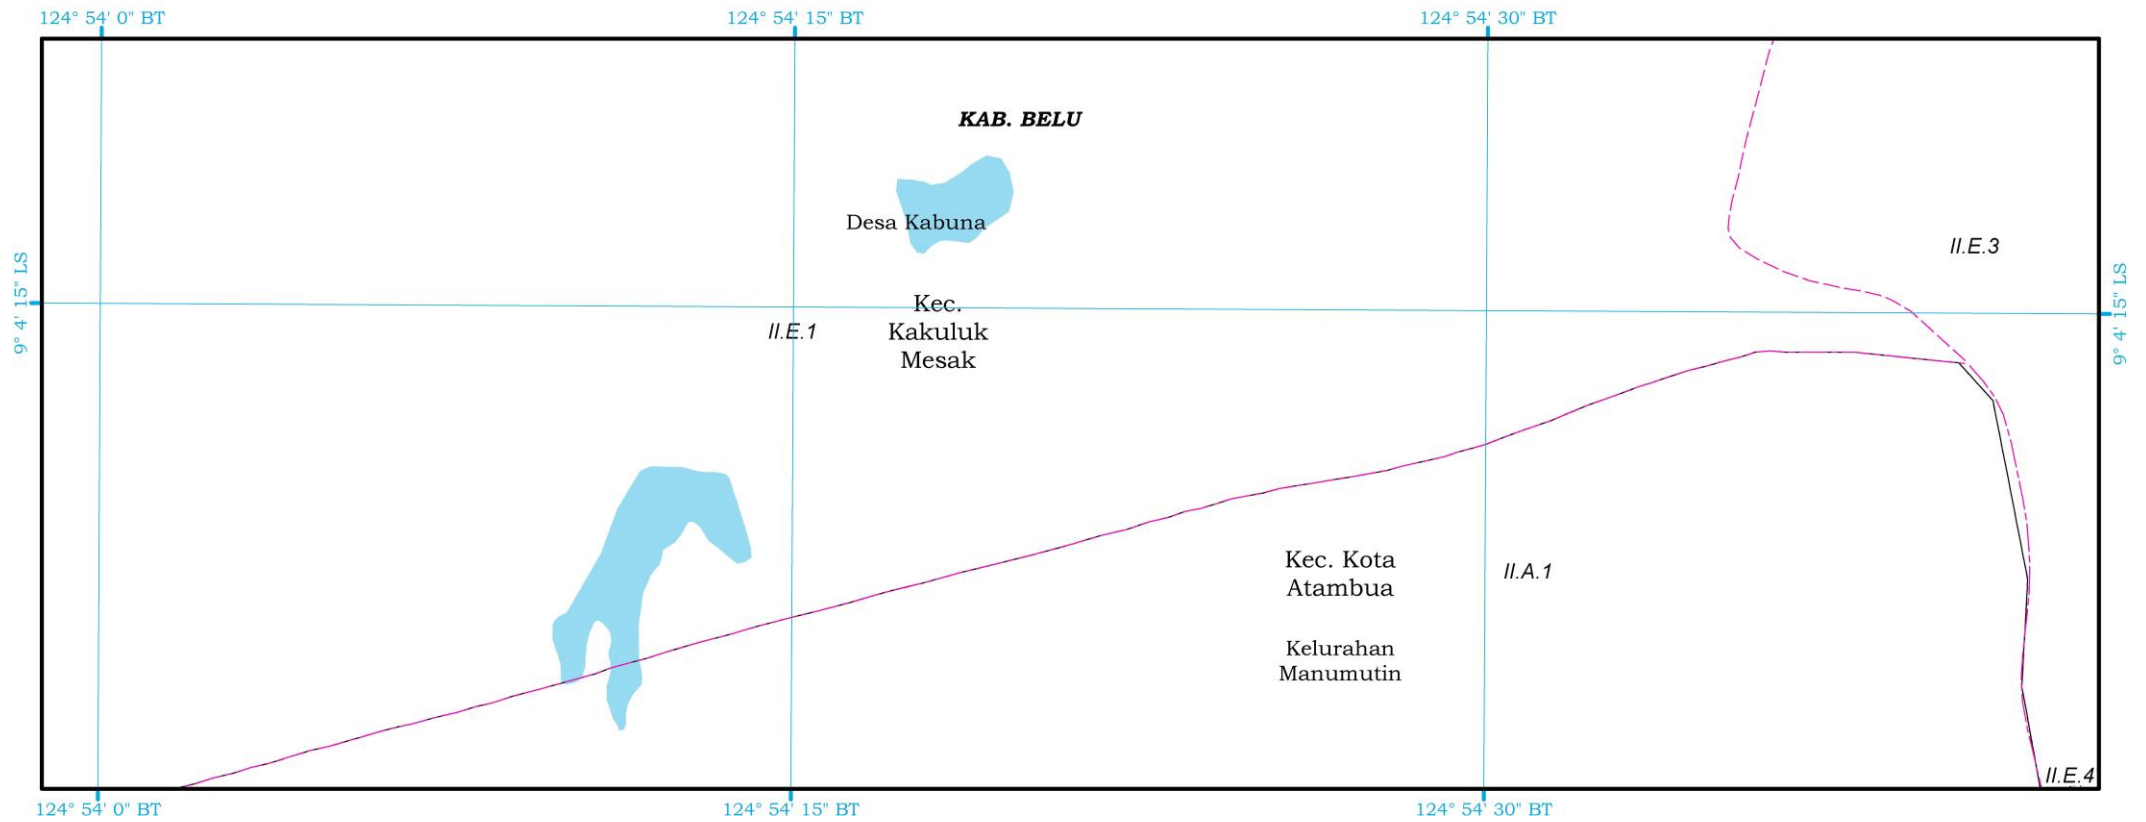 124° 54' 0" BT
124° 54' 15" BT
124° 54' 30" BT
KAB. BELU
Desa Kabuna
II.E.3
9° 4' 15" LS
9° 4' 15" LS
Kec.
Kakuluk
Mesak
II.E.1
Kec. Kota
Atambua
II.A.1
Kelurahan
Manumutin
II.E.4
124° 54' 0" BT
124° 54' 15" BT
124° 54' 30" BT